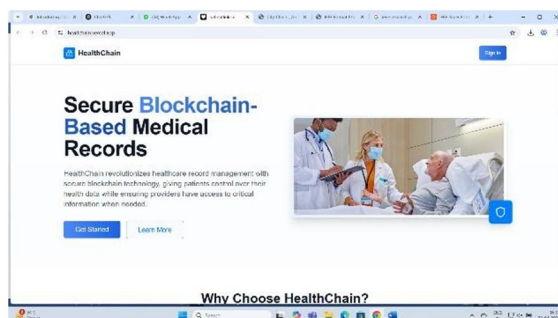 HealthChain
Sign In
Secure Blockchain-
Based Medical
Records
HealthChain revolutionizes healthcare record management with
secure blockchain technology, giving patients control over their
health data while ensuring providers have access to critical
information when needed.
Get Started
Learn More
Why Choose HealthChain?
Search